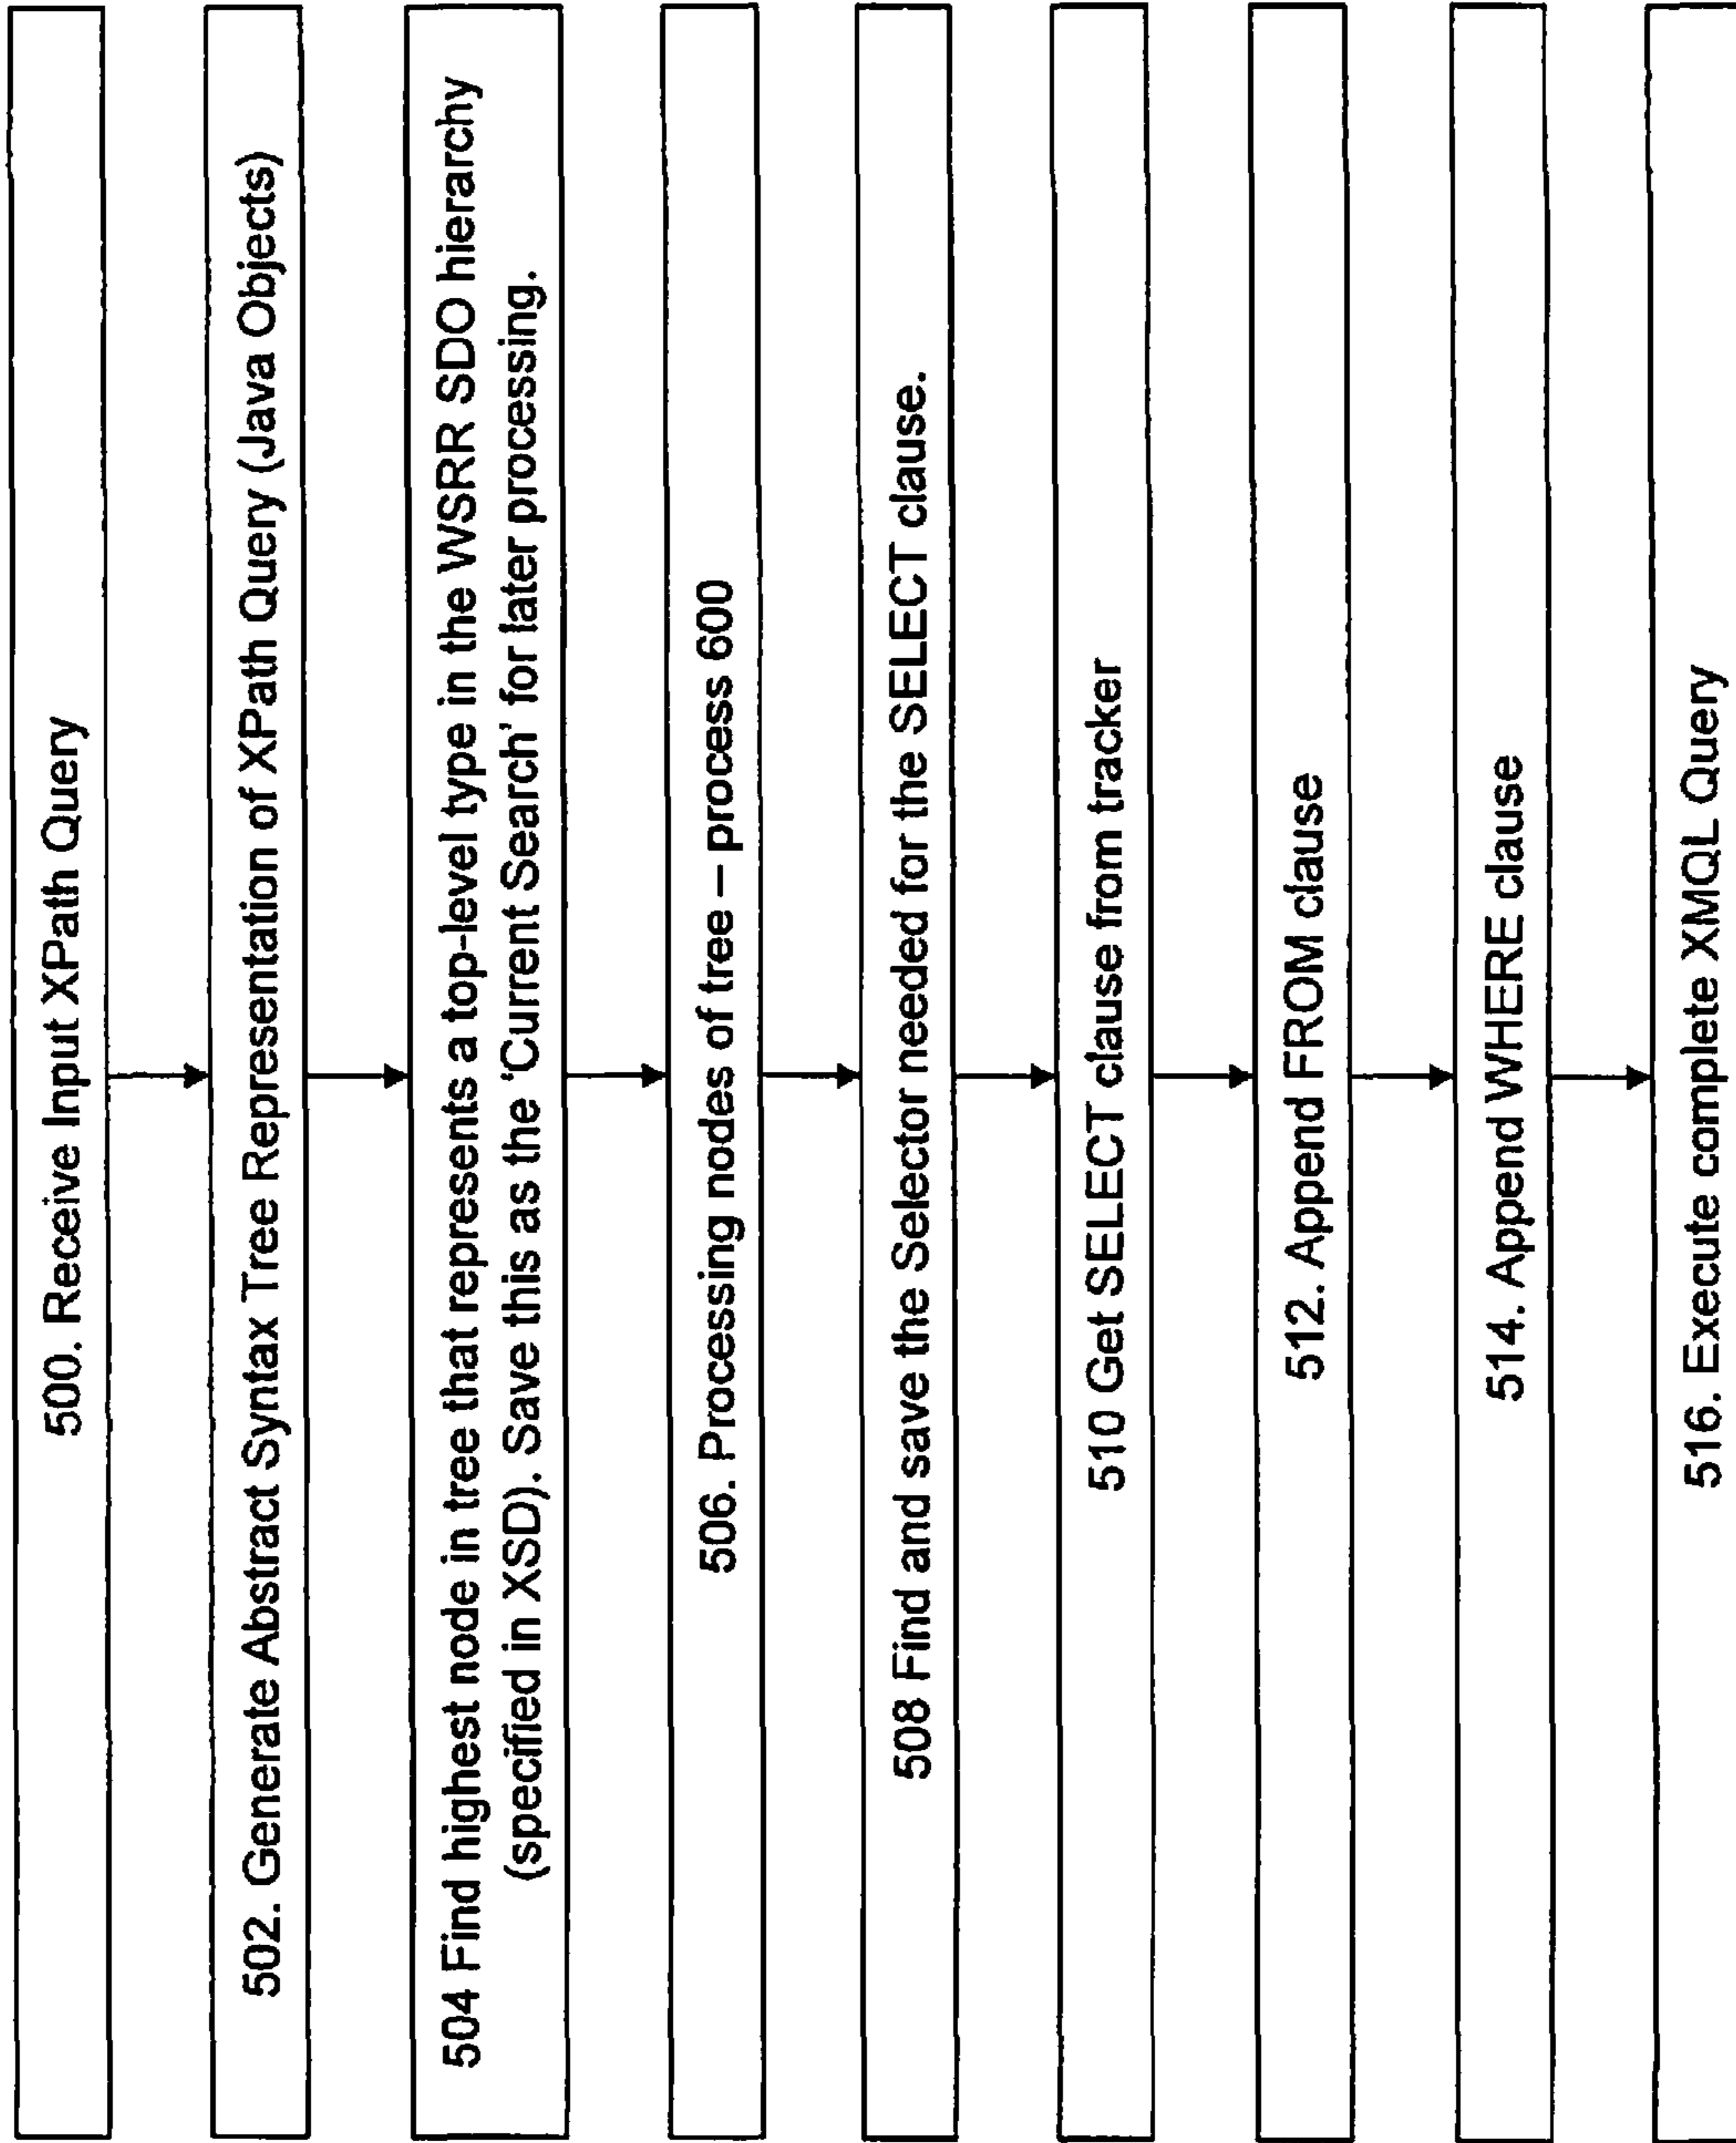 500. Receive Input XPath Query
502. Generate Abstract Syntax Tree Representation of XPath Query (Java Objects)
504 Find highest node in tree that represents a top-level type in the WSRR SDO hierarchy
(specified in XSD). Save this as the 'Current Search' for later processing.
506. Processing nodes of tree – process 600
508 Find and save the Selector needed for the SELECT clause.
510 Get SELECT clause from tracker
512. Append FROM clause
514. Append WHERE clause
516. Execute complete XMQL Query